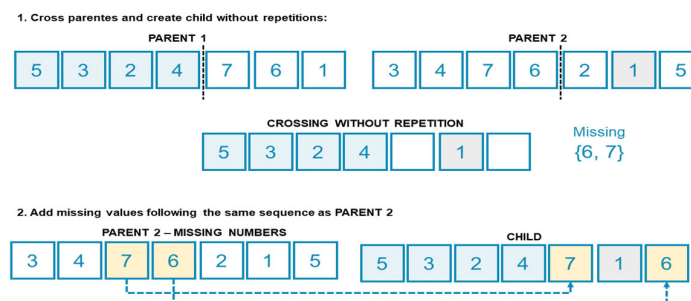 1. Cross parentes and create child without repetitions:
PARENT 1 PARENT 2
5 3 2 4 7 6 1 3 4 7 6 2 1 5
CROSSING WITHOUT REPETITION
Missing
5 3 2 4 1 {6, 7}
2. Add missing values following the same sequence as PARENT 2
PARENT 2 – MISSING NUMBERS CHILD
3 4 7 6 2 1 5 5 3 2 4 7 1 6